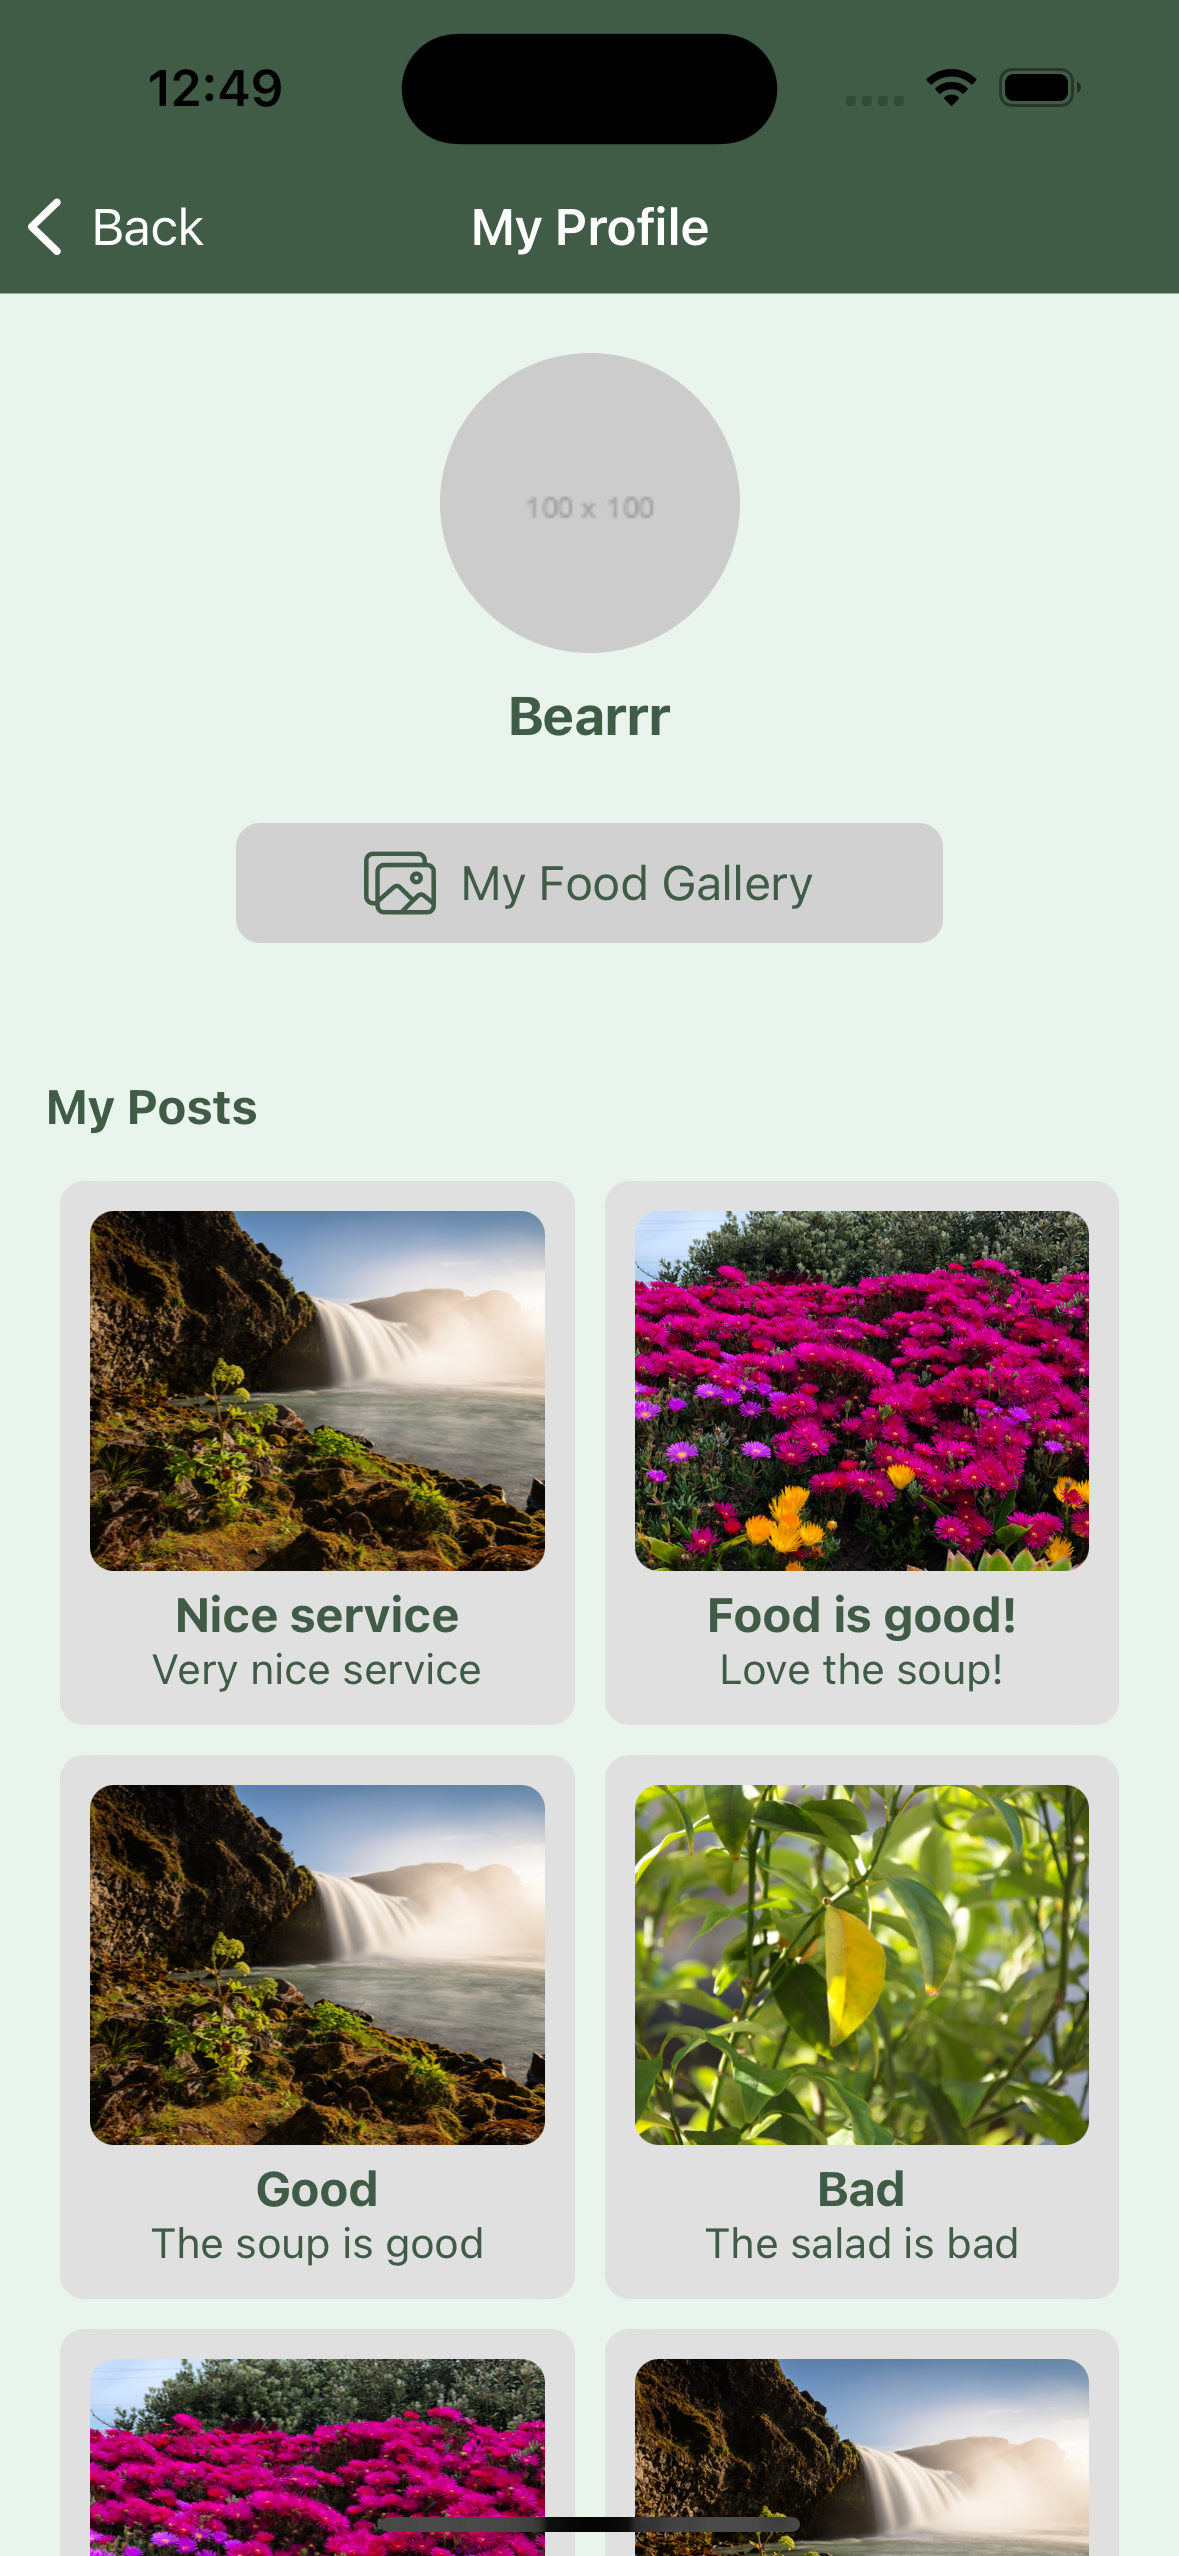 12:49
Back
My Profile
100 x 100
Bearrr
My Food Gallery
My Posts
Nice service
Very nice service
Food is good!
Love the soup!
Good
The soup is good
Bad
The salad is bad